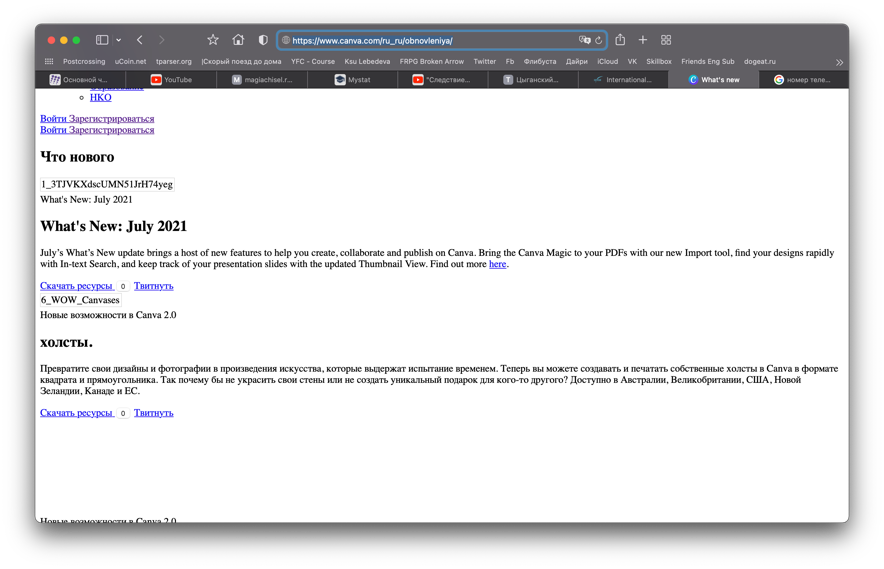 https://www.canva.com/ru_ru/obnovleniya/
Postcrossing uCoin.net tparser.org |Скорый поезд до дома YFC - Course Ksu Lebedeva FRPG Broken Arrow Twitter Fb Флибуста Дайри iCloud VK Skillbox Friends Eng Sub dogeat.ru
Основной ч... YouTube magiachisel.r... Mystat "Следствие... Цыганский... International... What's new номер теле...
НКО
Войти Зарегистрироваться
Войти Зарегистрироваться
Что нового
1_3TJVKXdscUMN51JrH74yeg
What's New: July 2021
What's New: July 2021
July's What's New update brings a host of new features to help you create, collaborate and publish on Canva. Bring the Canva Magic to your PDFs with our new Import tool, find your designs rapidly
with In-text Search, and keep track of your presentation slides with the updated Thumbnail View. Find out more here.
Скачать ресурсы 0 Твитнуть
6_WOW_Canvases
Новые возможности в Canva 2.0
холсты.
Превратите свои дизайны и фотографии в произведения искусства, которые выдержат испытание временем. Теперь вы можете создавать и печатать собственные холсты в Canva в формате
квадрата и прямоугольника. Так почему бы не украсить свои стены или не создать уникальный подарок для кого-то другого? Доступно в Австралии, Великобритании, США, Новой
Зеландии, Канаде и ЕС.
Скачать ресурсы 0 Твитнуть
Новые возможности в Canva 2.0